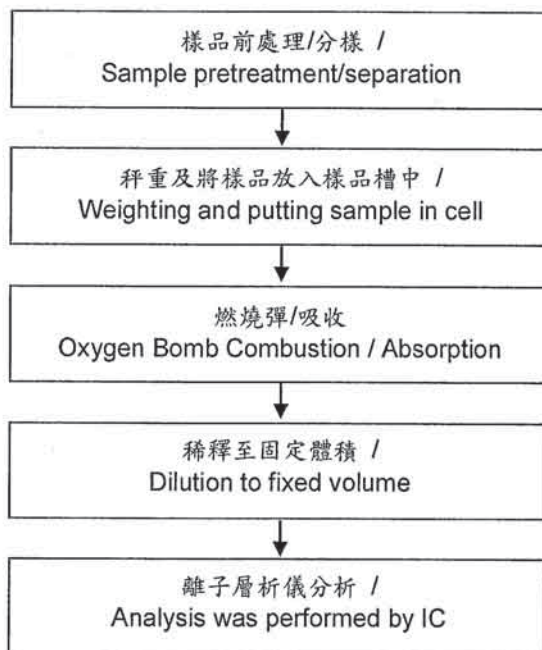 樣品前處理/分樣 /
Sample pretreatment/separation
秤重及將樣品放入樣品槽中 /
Weighting and putting sample in cell
燃燒彈/吸收
Oxygen Bomb Combustion / Absorption
稀釋至固定體積 /
Dilution to fixed volume
離子層析儀分析 /
Analysis was performed by IC